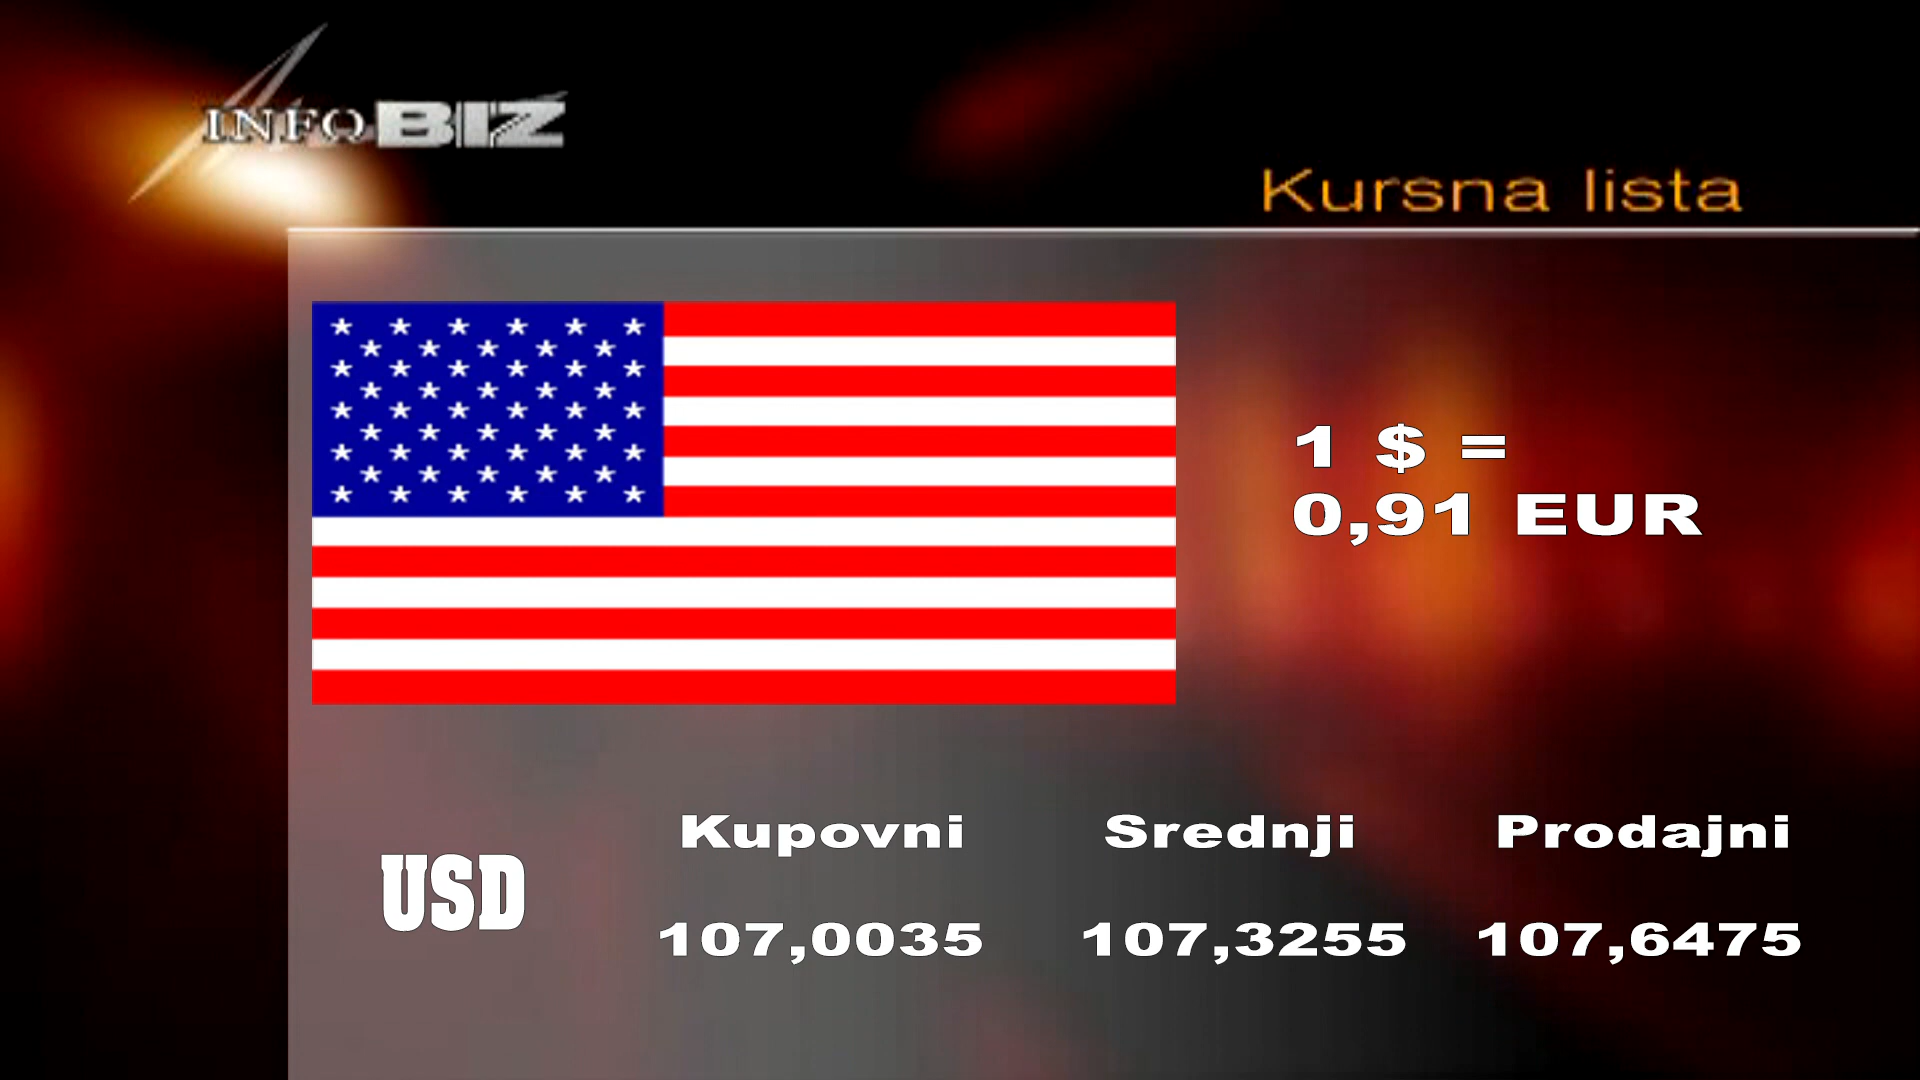 INFO BIZ
Kursna lista
1 $ =
0,91 EUR
Kupovni Srednji Prodajni
USD
107,0035 107,3255 107,6475